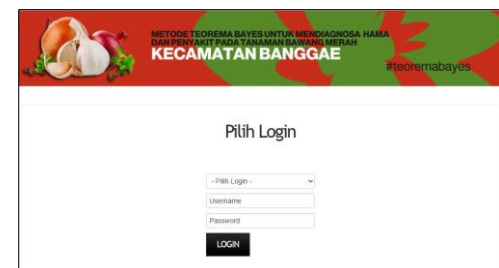 METODE TEOREMA BAYES UNTUK MENDIAGNOSA HAMA
DAN PENYAKIT PADA TANAMAN BAWANG MERAH
KECAMATAN BANGGAE
#teoremabayes
Pilih Login
- Pilih Login -
Username
Password
LOGIN